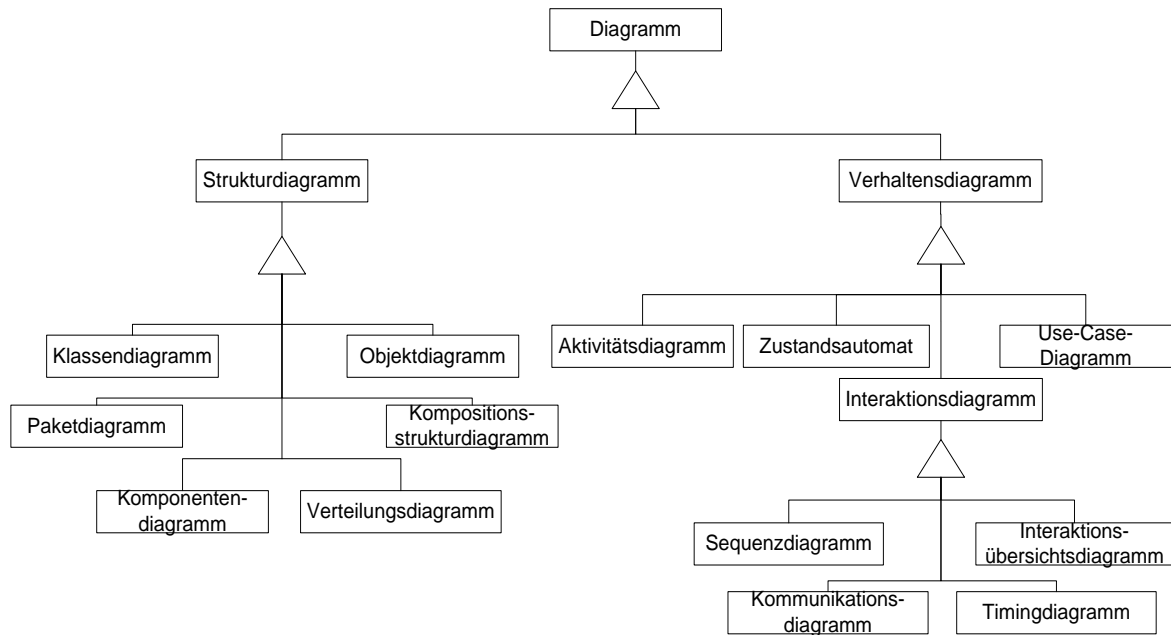 Diagramm
Strukturdiagramm
Verhaltensdiagramm
Klassendiagramm
Objektdiagramm
Aktivitätsdiagramm
Zustandsautomat
Use-Case-
Diagramm
Paketdiagramm
Kompositions-
strukturdiagramm
Interaktionsdiagramm
Komponenten-
diagramm
Verteilungsdiagramm
Sequenzdiagramm
Interaktions-
übersichtsdiagramm
Kommunikations-
diagramm
Timingdiagramm